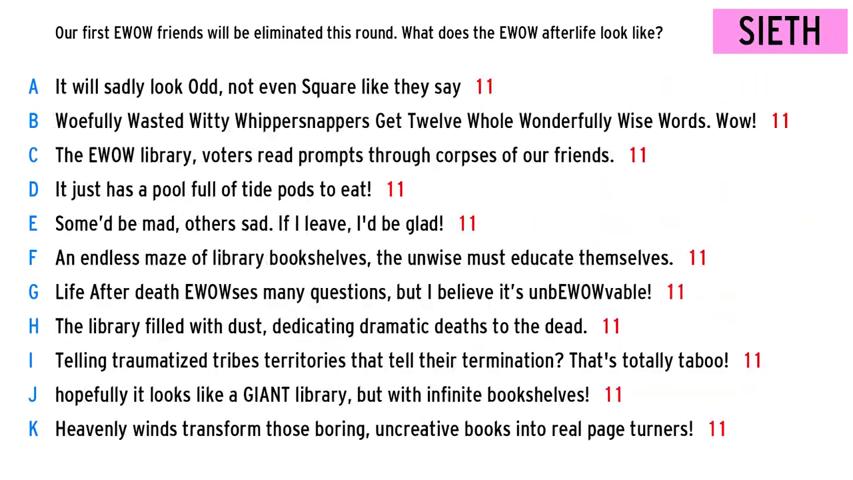 Our first EWOW friends will be eliminated this round. What does the EWOW afterlife look like?
SIETH
A It will sadly look Odd, not even Square like they say 11
B Woefully Wasted Witty Whippersnappers Get Twelve Whole Wonderfully Wise Words. Wow! 11
C The EWOW library, voters read prompts through corpses of our friends. 11
D It just has a pool full of tide pods to eat! 11
E Some'd be mad, others sad. If I leave, I'd be glad! 11
F An endless maze of library bookshelves, the unwise must educate themselves. 11
G Life After death EWOWses many questions, but I believe it's unbEWOWvable! 11
H The library filled with dust, dedicating dramatic deaths to the dead. 11
I Telling traumatized tribes territories that tell their termination? That's totally taboo! 11
J hopefully it looks like a GIANT library, but with infinite bookshelves! 11
K Heavenly winds transform those boring, uncreative books into real page turners! 11